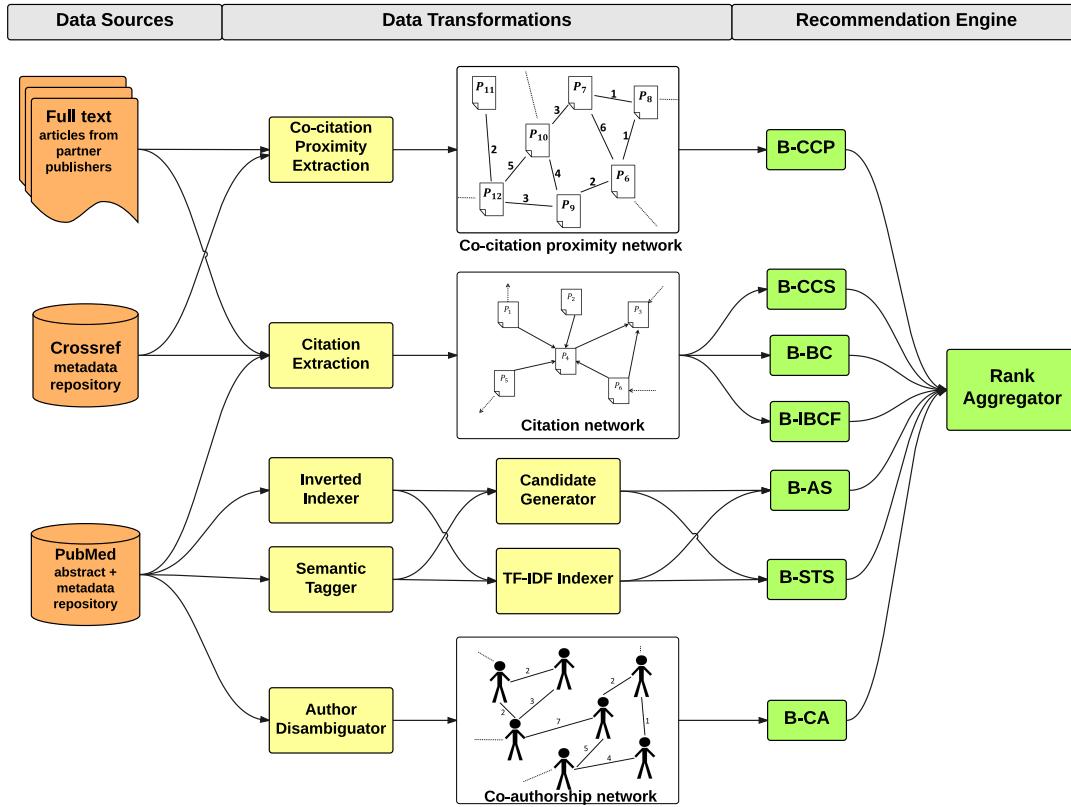 Data Sources
Data Transformations
Recommendation Engine
Full text
articles from
partner
publishers
Co-citation
Proximity
Extraction
P11
P7
P8
P10
P12
P9
P6
1
3
6
1
2
5
4
2
3
Co-citation proximity network
B-CCP
Crossref
metadata
repository
Citation
Extraction
P1
P2
P3
P4
P5
P6
Citation network
B-CCS
B-BC
B-IBCF
Rank
Aggregator
PubMed
abstract +
metadata
repository
Inverted
Indexer
Candidate
Generator
B-AS
Semantic
Tagger
TF-IDF Indexer
B-STS
Author
Disambiguator
2
3
2
2
7
1
5
4
Co-authorship network
B-CA